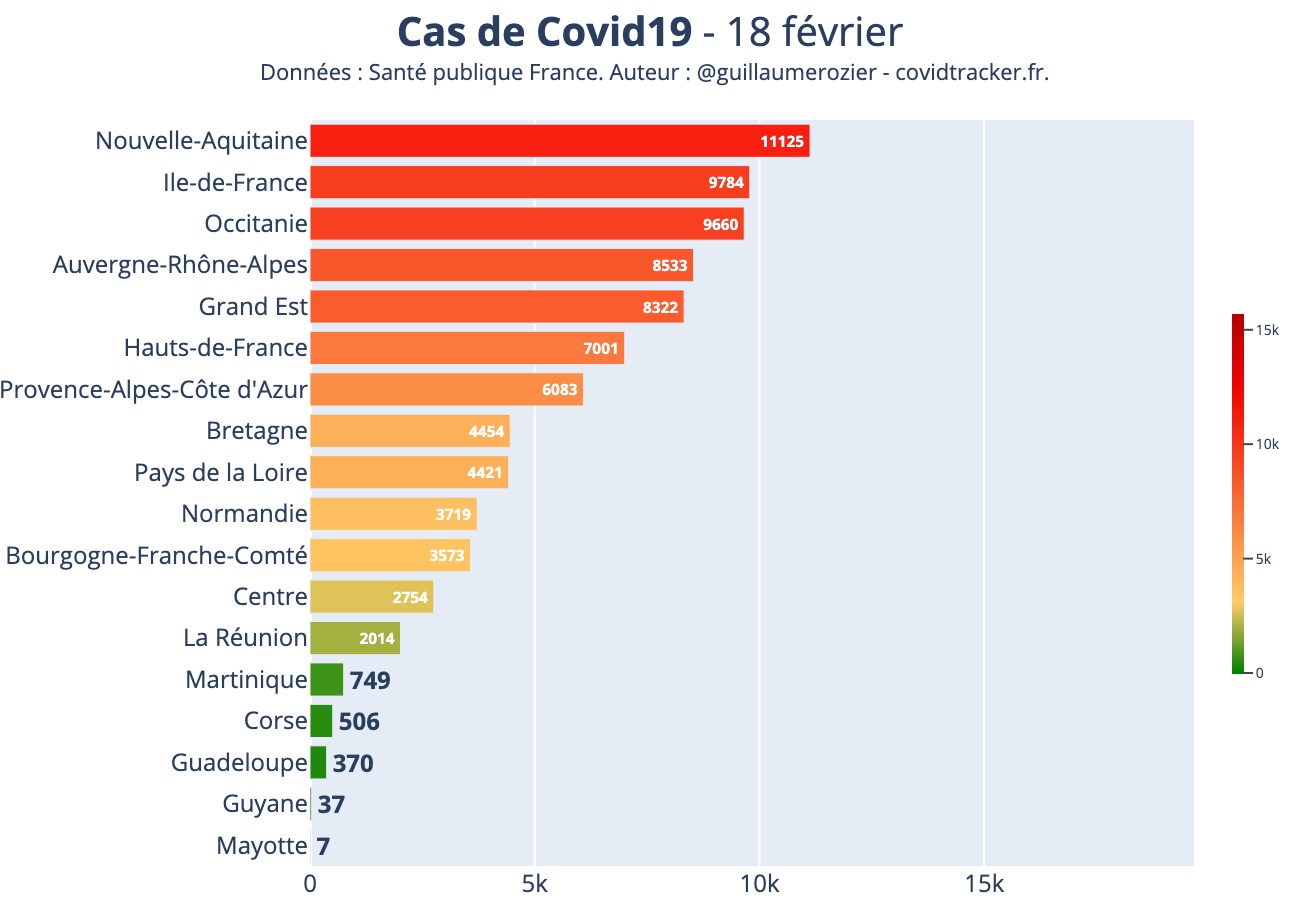 Cas de Covid19 - 18 février
Données : Santé publique France. Auteur : @guillaumerozier - covidtracker.fr.
Nouvelle-Aquitaine 11125
Ile-de-France 9784
Occitanie 9660
Auvergne-Rhône-Alpes 8533
Grand Est 8322
Hauts-de-France 7001
Provence-Alpes-Côte d'Azur 6083
Bretagne 4454
Pays de la Loire 4421
Normandie 3719
Bourgogne-Franche-Comté 3573
Centre 2754
La Réunion 2014
Martinique 749
Corse 506
Guadeloupe 370
Guyane 37
Mayotte 7
0 5k 10k 15k
15k
10k
5k
0